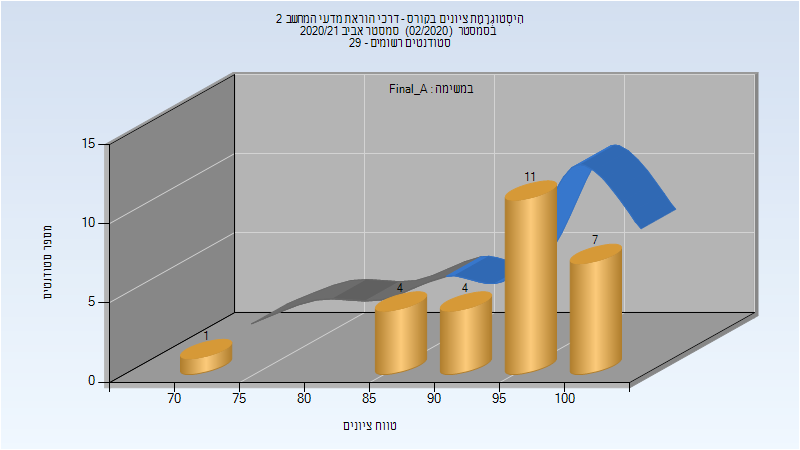 הִיסְטוֹגְרָמַת ציונים בקורס - דרכי הוראת מדעי המחשב 2
בסמסטר (02/2020) סמסטר אביב 2020/21
סטודנטים רשומים - 29
במשימה : Final_A
15
10
5
0
מספר סטודנטים
1
4
4
11
7
70
75
80
85
90
95
100
טווח ציונים